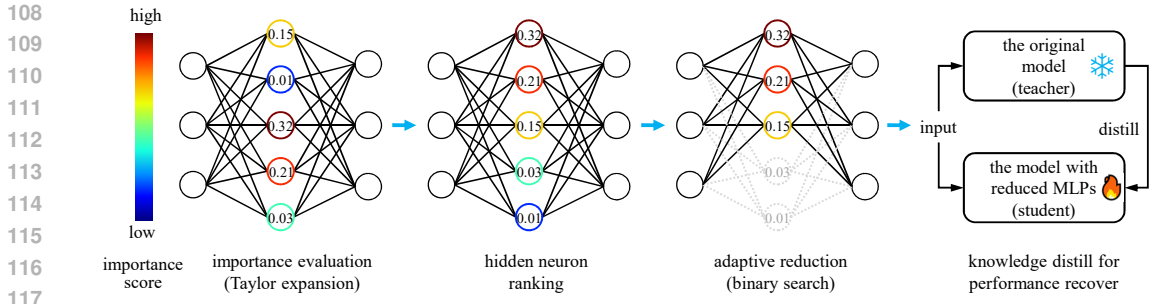 108
109
110
111
112
113
114
115
116
117
high
low
importance
score
0.15
0.01
0.32
0.21
0.03
importance evaluation
(Taylor expansion)
0.32
0.21
0.15
0.03
0.01
hidden neuron
ranking
0.32
0.21
0.15
0.03
0.01
adaptive reduction
(binary search)
input
the original
model
(teacher)
distill
the model with
reduced MLPs
(student)
knowledge distill for
performance recover